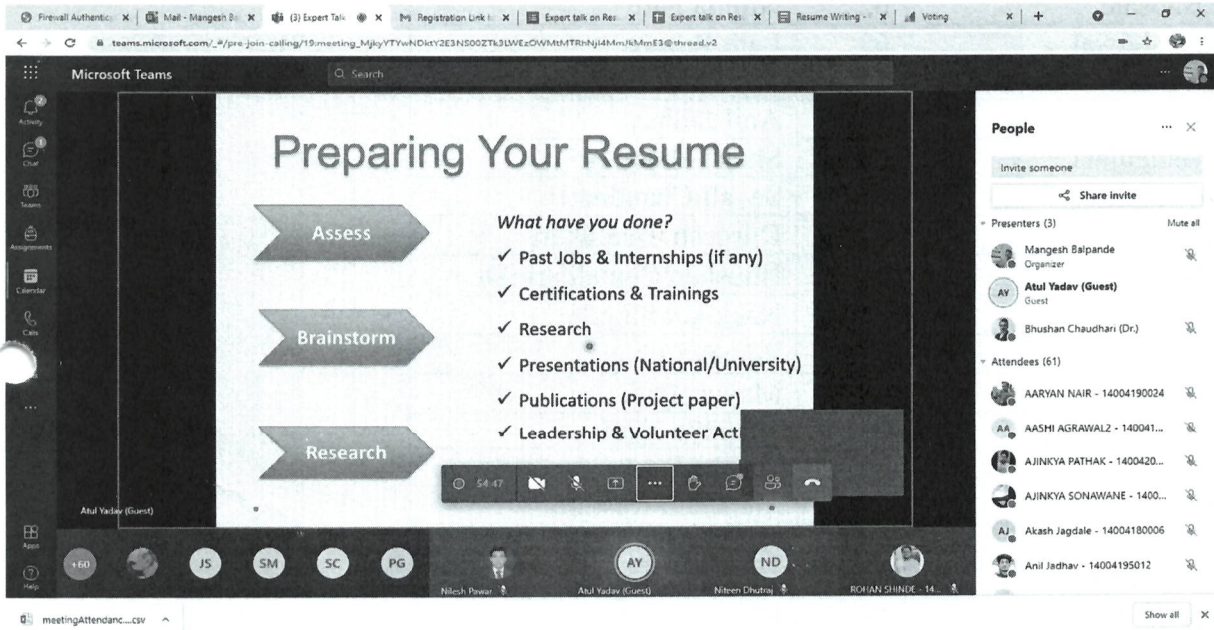 Firewall Authentic
Mail - Mangesh B
(3) Expert Talk
Registration Link t
Expert talk on Res
Expert talk on Res
Resume Writing -
Voting
Microsoft Teams
Search
Activity
Chat
Teams
Assignments
Calendar
Calls
Apps
Help
Preparing Your Resume
Assess
Brainstorm
Research
What have you done?
✓ Past Jobs & Internships (if any)
✓ Certifications & Trainings
✓ Research
✓ Presentations (National/University)
✓ Publications (Project paper)
✓ Leadership & Volunteer Acti
54:47
Atul Yadav (Guest)
+60
JS
SM
SC
PG
Nilesh Pawar
AY
Atul Yadav (Guest)
ND
Niteen Dhutraj
ROHAN SHINDE - 14...
People
Invite someone
Share invite
Presenters (3)
Mute all
Mangesh Balpande
Organizer
AY
Atul Yadav (Guest)
Guest
Bhushan Chaudhari (Dr.)
Attendees (61)
AARYAN NAIR - 14004190024
AA
AASHI AGRAWAL2 - 140041...
AJINKYA PATHAK - 1400420...
AJINKYA SONAWANE - 1400...
AJ
Akash Jagdale - 14004180006
Anil Jadhav - 14004195012
meetingAttendanc....csv
Show all